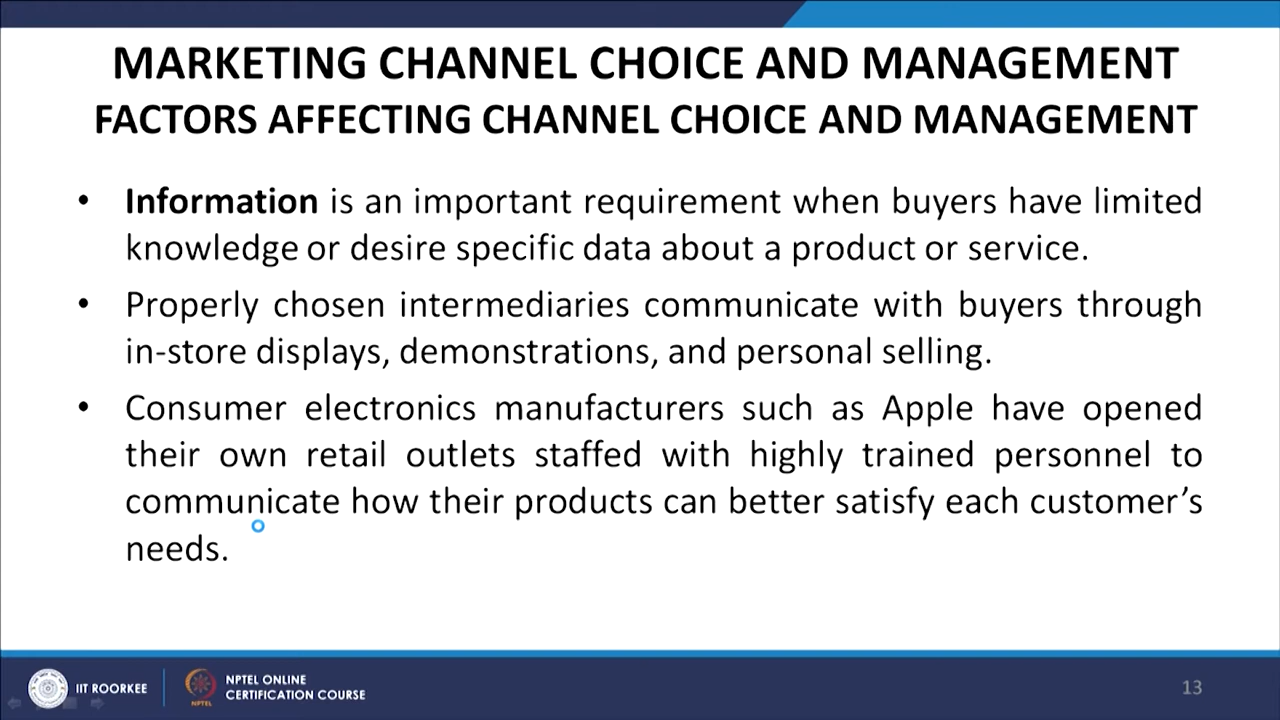 MARKETING CHANNEL CHOICE AND MANAGEMENT
FACTORS AFFECTING CHANNEL CHOICE AND MANAGEMENT
• Information is an important requirement when buyers have limited
knowledge or desire specific data about a product or service.
• Properly chosen intermediaries communicate with buyers through
in-store displays, demonstrations, and personal selling.
• Consumer electronics manufacturers such as Apple have opened
their own retail outlets staffed with highly trained personnel to
communicate how their products can better satisfy each customer’s
needs.
IIT ROORKEE
NPTEL
NPTEL ONLINE
CERTIFICATION COURSE
13